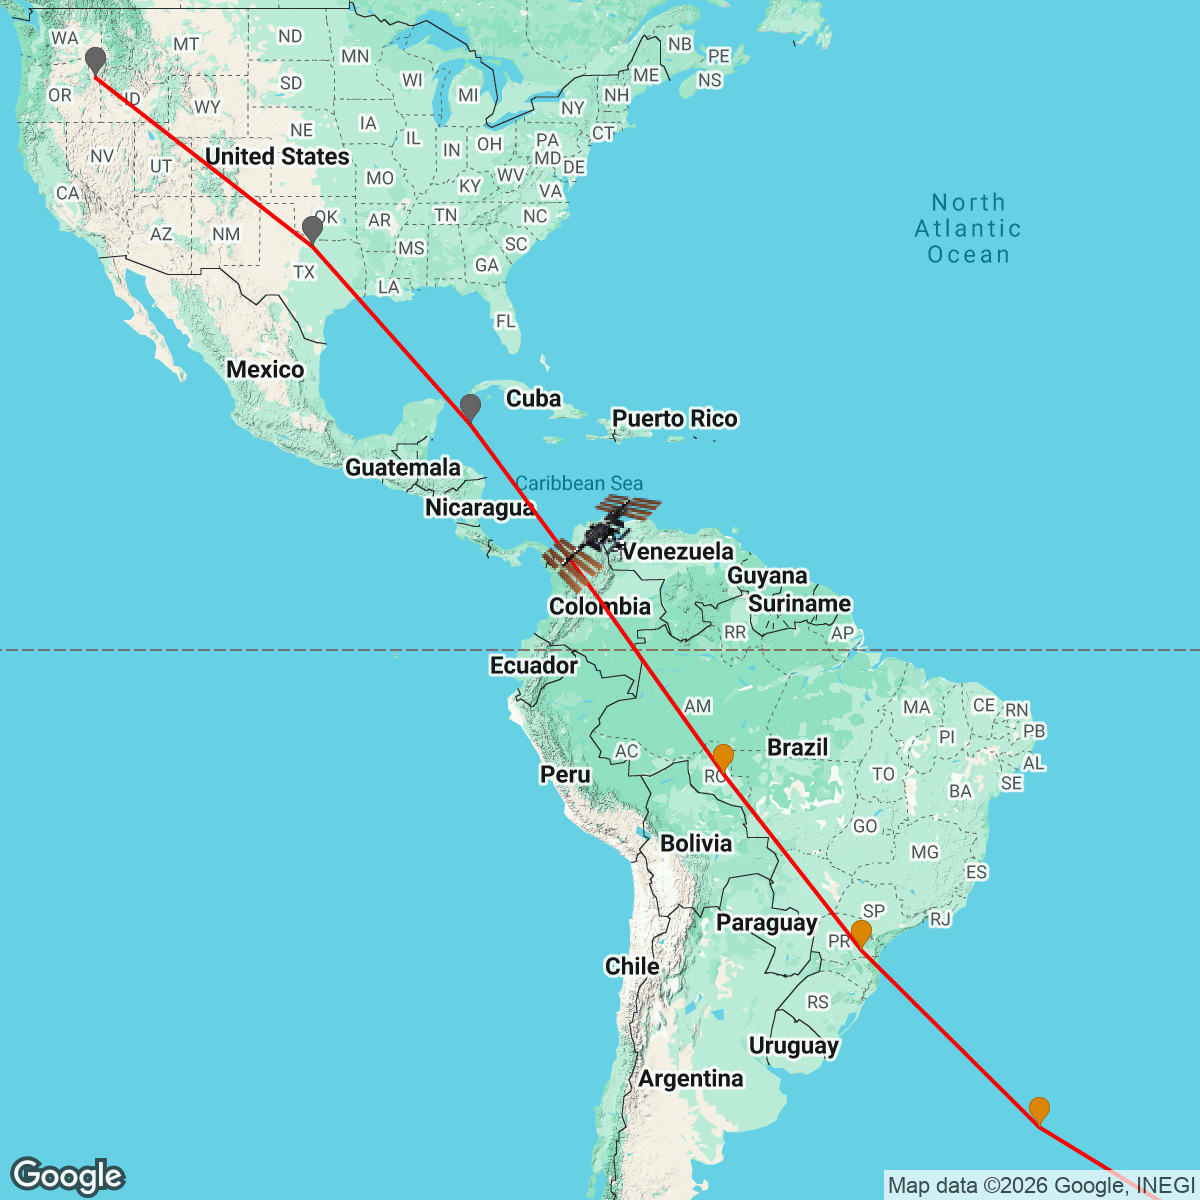 WA
MT
ND
MN
NB
PE
ME
NS
OR
ID
WY
SD
WI
MI
NH
NY
NE
IA
IL
IN
OH
PA
CT
NV
UT
United States
MD
DE
CA
MO
KY
WV
VA
AZ
NM
OK
AR
TN
NC
MS
SC
TX
LA
GA
FL
North
Atlantic
Ocean
Mexico
Cuba
Puerto Rico
Guatemala
Caribbean Sea
Nicaragua
Venezuela
Guyana
Colombia
Suriname
RR
AP
Ecuador
AM
MA
CE
RN
PB
PI
AC
Brazil
AL
Peru
RO
TO
BA
SE
GO
Bolivia
MG
ES
Paraguay
SP
RJ
PR
Chile
RS
Uruguay
Argentina
Google
Map data ©2026 Google, INEGI